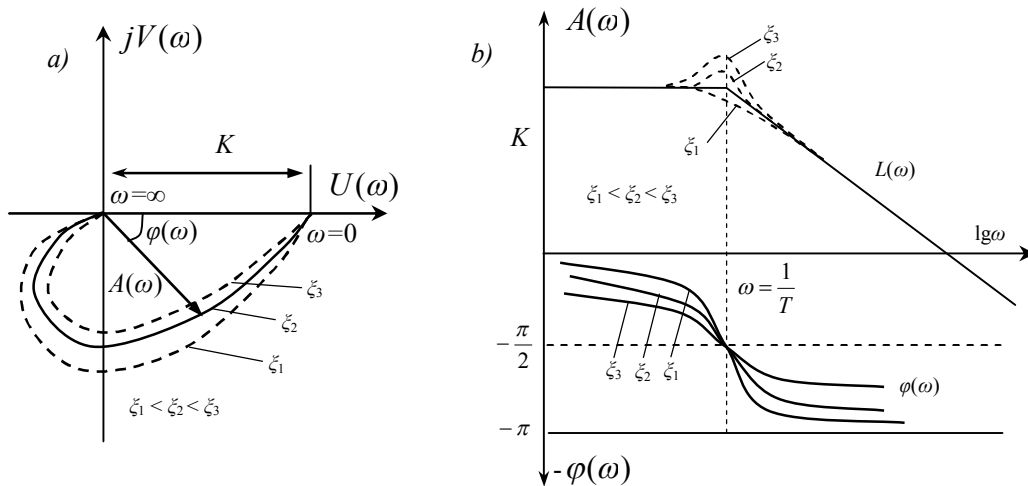 a)
jV(ω)
K
ω=∞
U(ω)
φ(ω)
ω=0
A(ω)
ξ₃
ξ₂
ξ₁
ξ₁ < ξ₂ < ξ₃
b)
A(ω)
ξ₃
ξ₂
ξ₁
K
L(ω)
ξ₁ < ξ₂ < ξ₃
lgω
ω = 1/T
-π/2
ξ₃ ξ₂ ξ₁
φ(ω)
-π
-φ(ω)